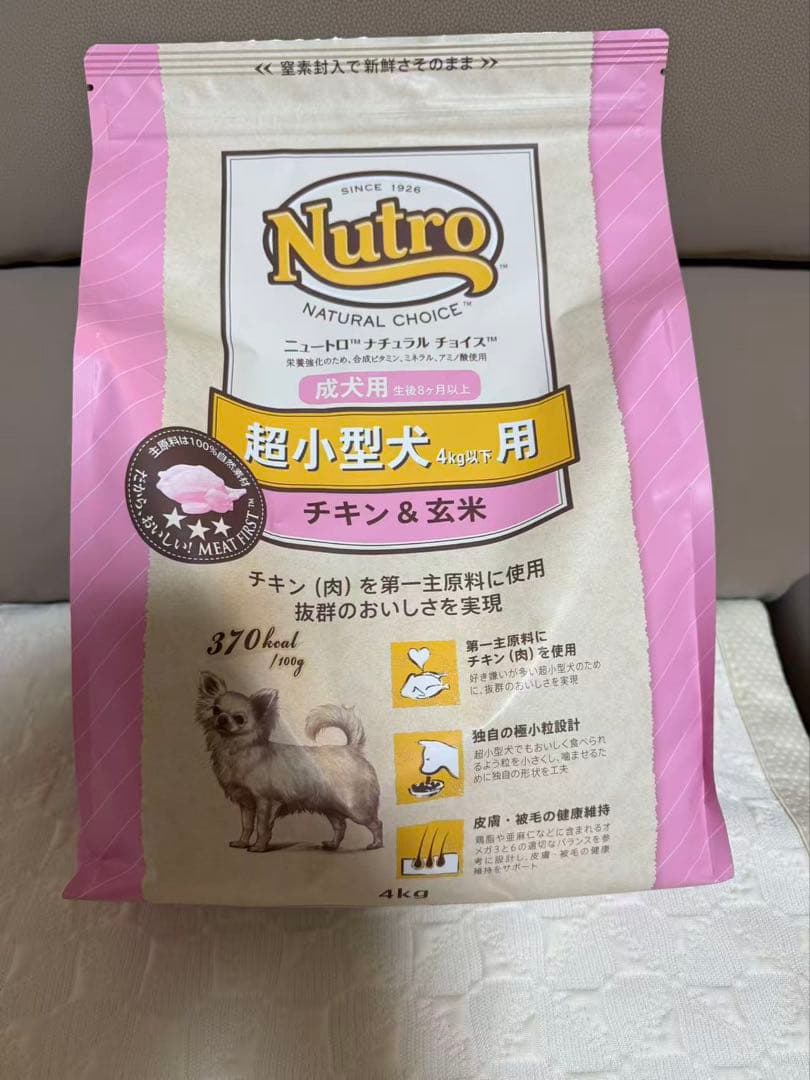 ≪ 窒素封入で新鮮さそのまま ≫
SINCE 1926
Nutro™
NATURAL CHOICE™
ニュートロ™ ナチュラル チョイス™
栄養強化のため、合成ビタミン、ミネラル、アミノ酸使用
成犬用 生後8ヶ月以上
超小型犬 4kg以下 用
チキン & 玄米
主原料は100%自然素材
だから、おいしい! MEAT FIRST™
チキン (肉) を第一主原料に使用
抜群のおいしさを実現
370kcal
/100g
第一主原料に
チキン (肉) を使用
好き嫌いが多い超小型犬のため
に、抜群のおいしさを実現
独自の極小粒設計
超小型犬でもおいしく食べられ
るよう粒を小さくし、噛ませるた
めに独自の形状を工夫
皮膚・被毛の健康維持
鶏脂や亜麻仁などに含まれるオ
メガ3と6の適切なバランスを参
考に設計し、皮膚・被毛の健康
維持をサポート
4kg